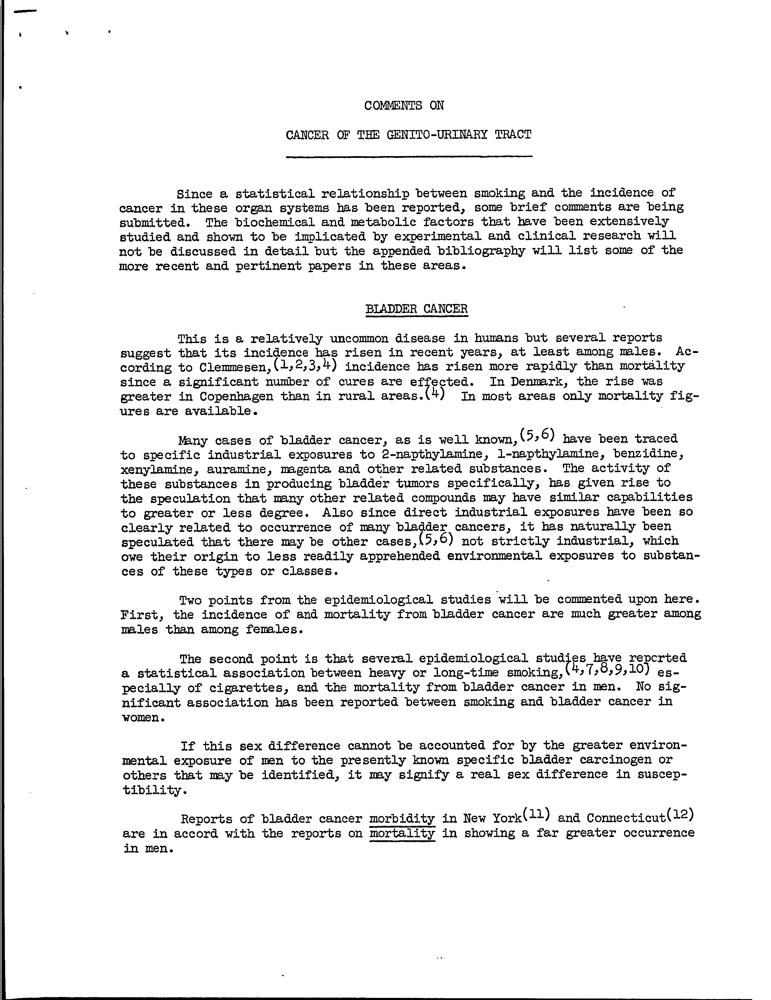 COMMENTS ON
CANCER OF THE GENITO-URINARY TRACT
Since a statistical relationship between smoking and the incidence of
cancer in these organ systems has been reported, some brief comments are being
submitted. The biochemical and metabolic factors that have been extensively
studied and shown to be implicated by experimental and clinical research will
not be discussed in detail but the appended bibliography will list some of the
more recent and pertinent papers in these areas.
BLADDER CANCER
This is a relatively uncommon disease in humans but several reports
suggest that its incidence has risen in recent years, at least among males. Ac-
cording to Clemmesen,(1,2,3,4) incidence has risen more rapidly than mortality
since a significant number of cures are effected. In Denmark, the rise was
greater in Copenhagen than in rural areas.(4) In most areas only mortality fig-
ures are available.
Many cases of bladder cancer, as is well known,(5,6) have been traced
to specific industrial exposures to 2-napthylamine, 1-napthylamine, benzidine,
xenylamine, auramine, magenta and other related substances. The activity of
these substances in producing bladder tumors specifically, has given rise to
the speculation that many other related compounds may have similar capabilities
to greater or less degree. Also since direct industrial exposures have been so
clearly related to occurrence of many bladder cancers, it has naturally been
speculated that there may be other cases,(5,6) not strictly industrial, which
owe their origin to less readily apprehended environmental exposures to substan-
ces of these types or classes.
Two points from the epidemiological studies will be commented upon here.
First, the incidence of and mortality from bladder cancer are much greater among
males than among females.
The second point is that several epidemiological studies have reported
a statistical association between heavy or long-time smoking,(4,7,8,9,10) es-
pecially of cigarettes, and the mortality from bladder cancer in men. No sig-
nificant association has been reported between smoking and bladder cancer in
women.
If this sex difference cannot be accounted for by the greater environ-
mental exposure of men to the presently known specific bladder carcinogen or
others that may be identified, it may signify a real sex difference in suscep-
tibility.
Reports of bladder cancer morbidity in New York(11) and Connecticut(12)
are in accord with the reports on mortality in showing a far greater occurrence
in men.